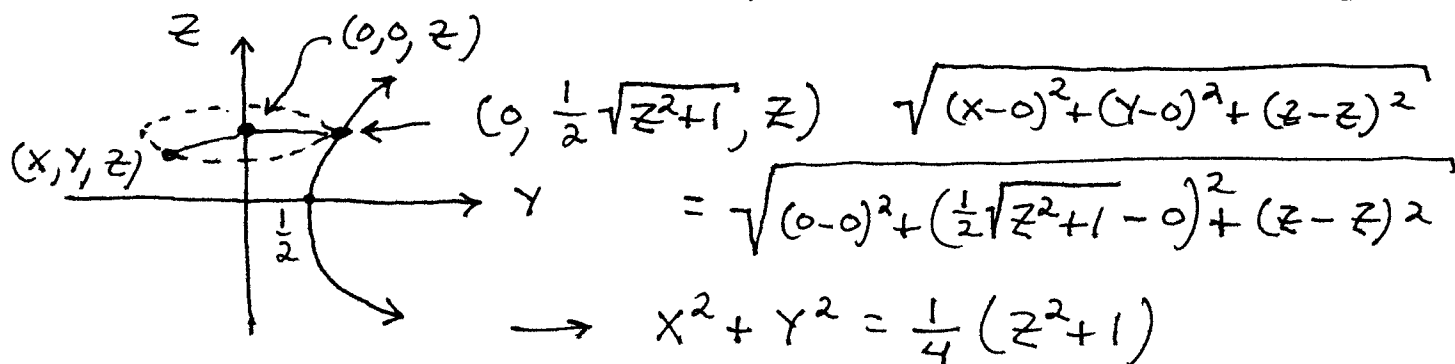 Z (0,0,Z)
(0, 1/2 √(Z²+1), Z) √((X-0)²+(Y-0)²+(Z-Z)²)
(X,Y,Z)
Y = √((0-0)²+(1/2 √(Z²+1) - 0)²+(Z-Z)²)
1/2
→ X²+Y² = 1/4 (Z²+1)